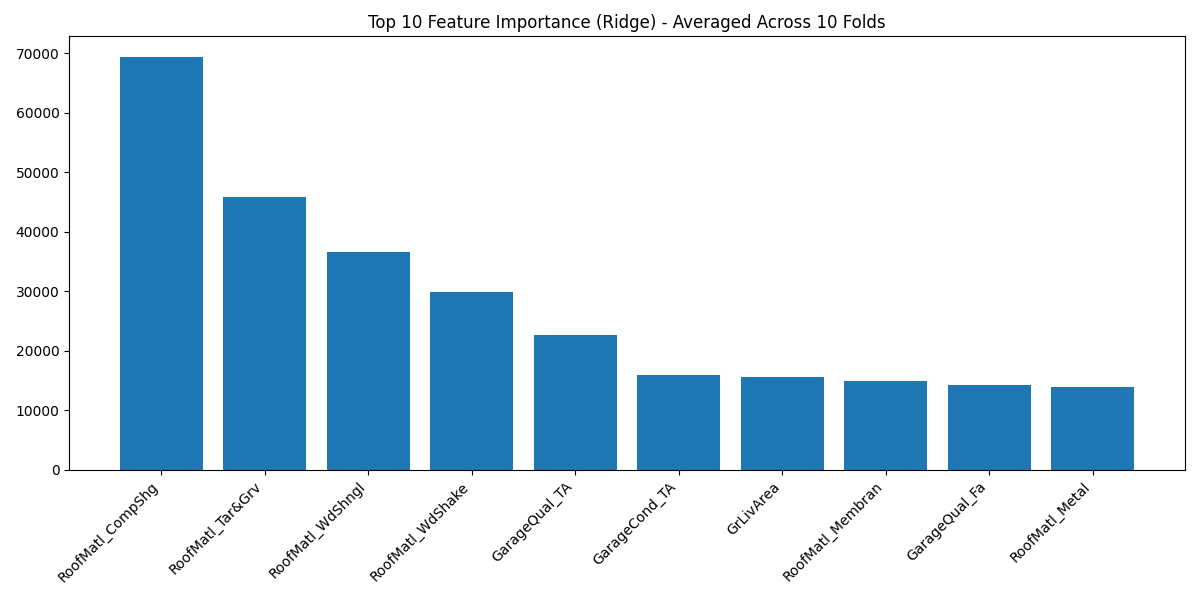 Top 10 Feature Importance (Ridge) - Averaged Across 10 Folds
70000
60000
50000
40000
30000
20000
10000
0
RoofMatl_CompShg
RoofMatl_Tar&Grv
RoofMatl_WdShngl
RoofMatl_WdShake
GarageQual_TA
GarageCond_TA
GrLivArea
RoofMatl_Membran
GarageQual_Fa
RoofMatl_Metal